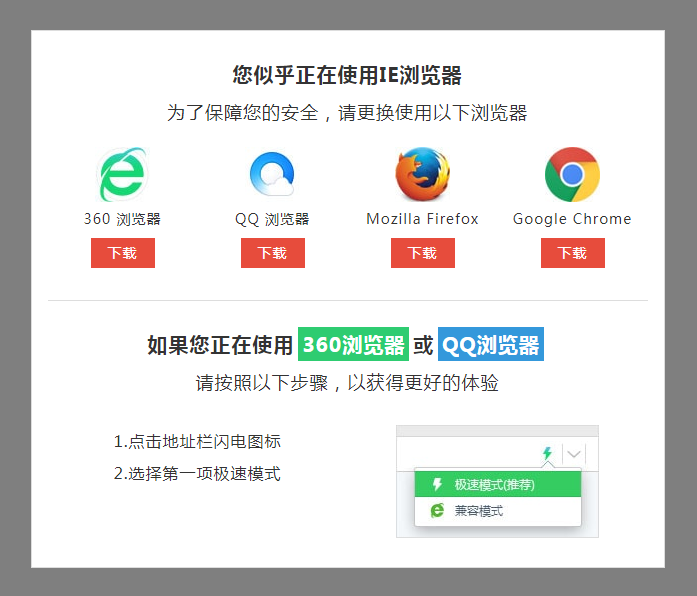 您似乎正在使用IE浏览器
为了保障您的安全，请更换使用以下浏览器
360 浏览器 QQ 浏览器 Mozilla Firefox Google Chrome
下载 下载 下载 下载
如果您正在使用 360浏览器 或 QQ浏览器
请按照以下步骤，以获得更好的体验
1.点击地址栏闪电图标
2.选择第一项极速模式
极速模式(推荐)
兼容模式